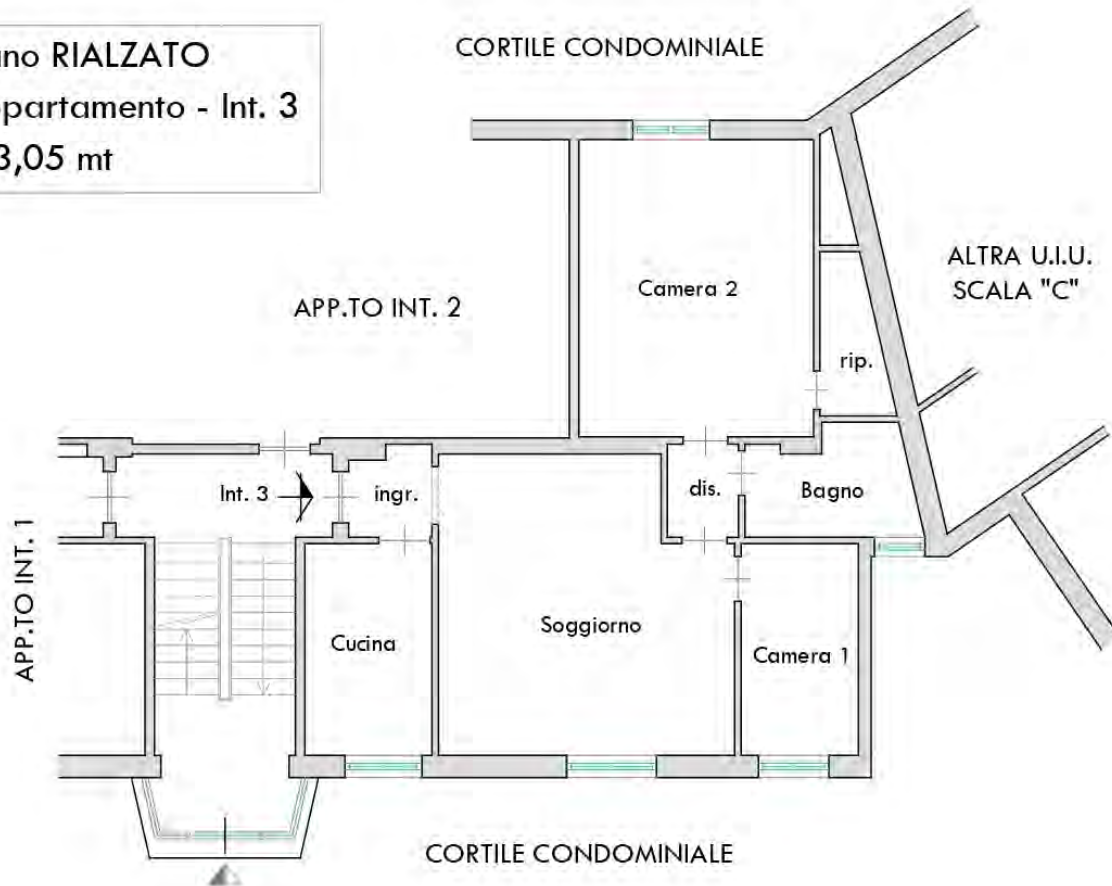 ano RIALZATO
ppartamento - Int. 3
3,05 mt
CORTILE CONDOMINIALE
ALTRA U.I.U.
SCALA "C"
Camera 2
APP.TO INT. 2
rip.
Int. 3
ingr.
dis.
Bagno
APP.TO INT. 1
Cucina
Soggiorno
Camera 1
CORTILE CONDOMINIALE